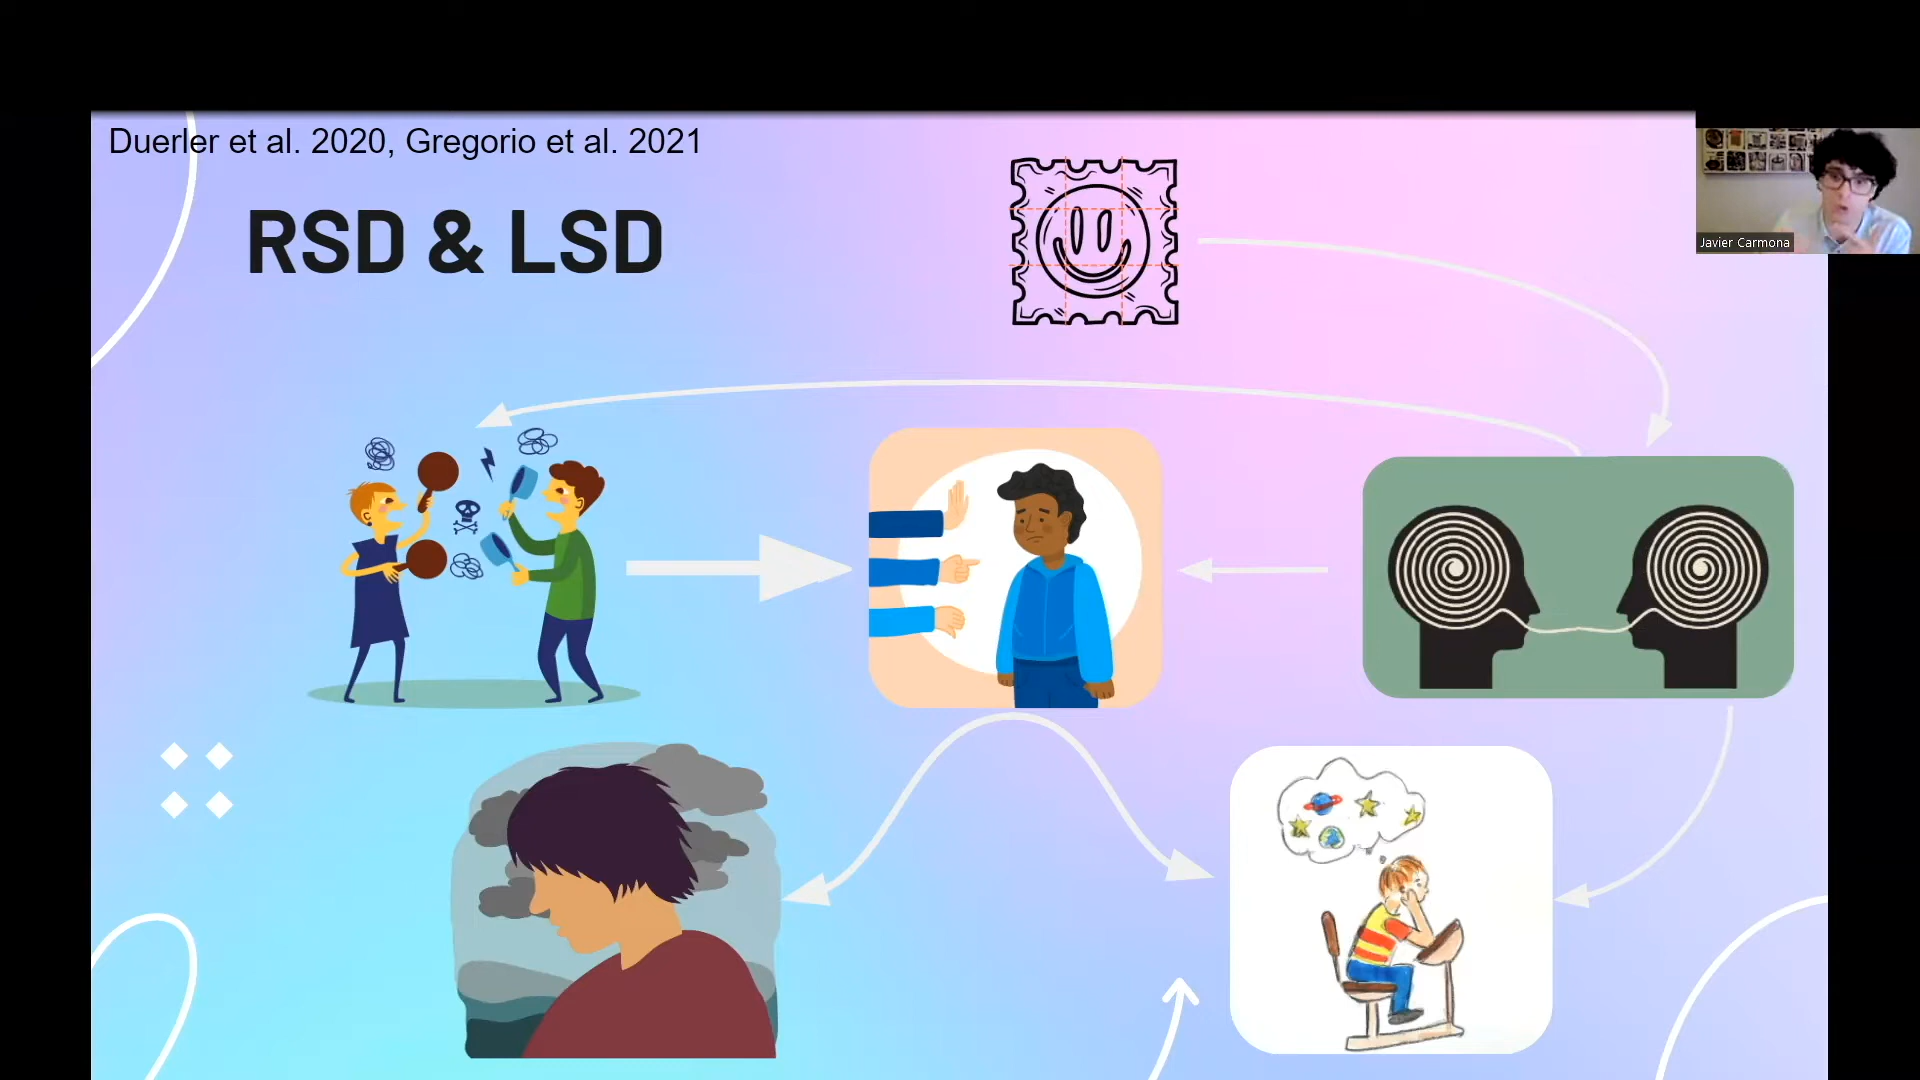 Duerler et al. 2020, Gregorio et al. 2021
RSD & LSD
Javier Carmona